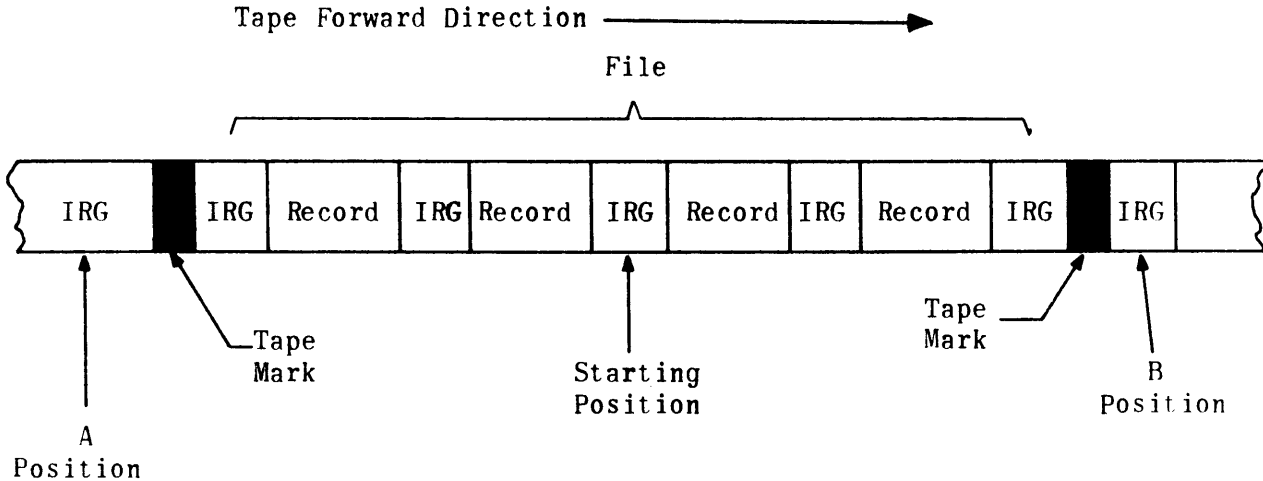 Tape Forward Direction
File
IRG IRG Record IRG Record IRG Record IRG Record IRG IRG
Tape
Mark
Tape
Mark
Starting
Position
B
Position
A
Position